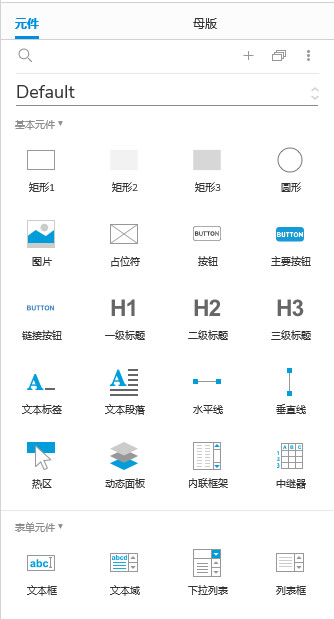 元件 母版
Default
基本元件
矩形1 矩形2 矩形3 圆形
BUTTON BUTTON
图片 占位符 按钮 主要按钮
BUTTON H1 H2 H3
链接按钮 一级标题 二级标题 三级标题
A A
文本标签 文本段落 水平线 垂直线
A B C
1
2
3
热区 动态面板 内联框架 中继器
表单元件
abc abcd
文本框 文本域 下拉列表 列表框